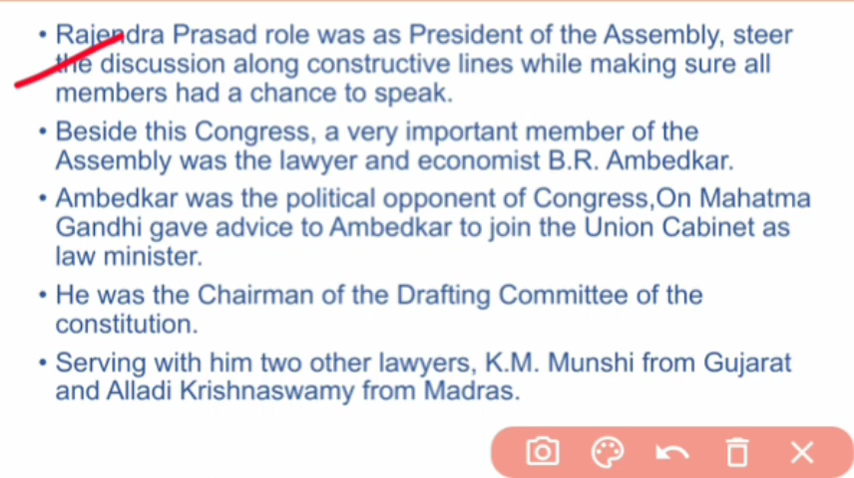 • Rajendra Prasad role was as President of the Assembly, steer
the discussion along constructive lines while making sure all
members had a chance to speak.
• Beside this Congress, a very important member of the
Assembly was the lawyer and economist B.R. Ambedkar.
• Ambedkar was the political opponent of Congress,On Mahatma
Gandhi gave advice to Ambedkar to join the Union Cabinet as
law minister.
• He was the Chairman of the Drafting Committee of the
constitution.
• Serving with him two other lawyers, K.M. Munshi from Gujarat
and Alladi Krishnaswamy from Madras.